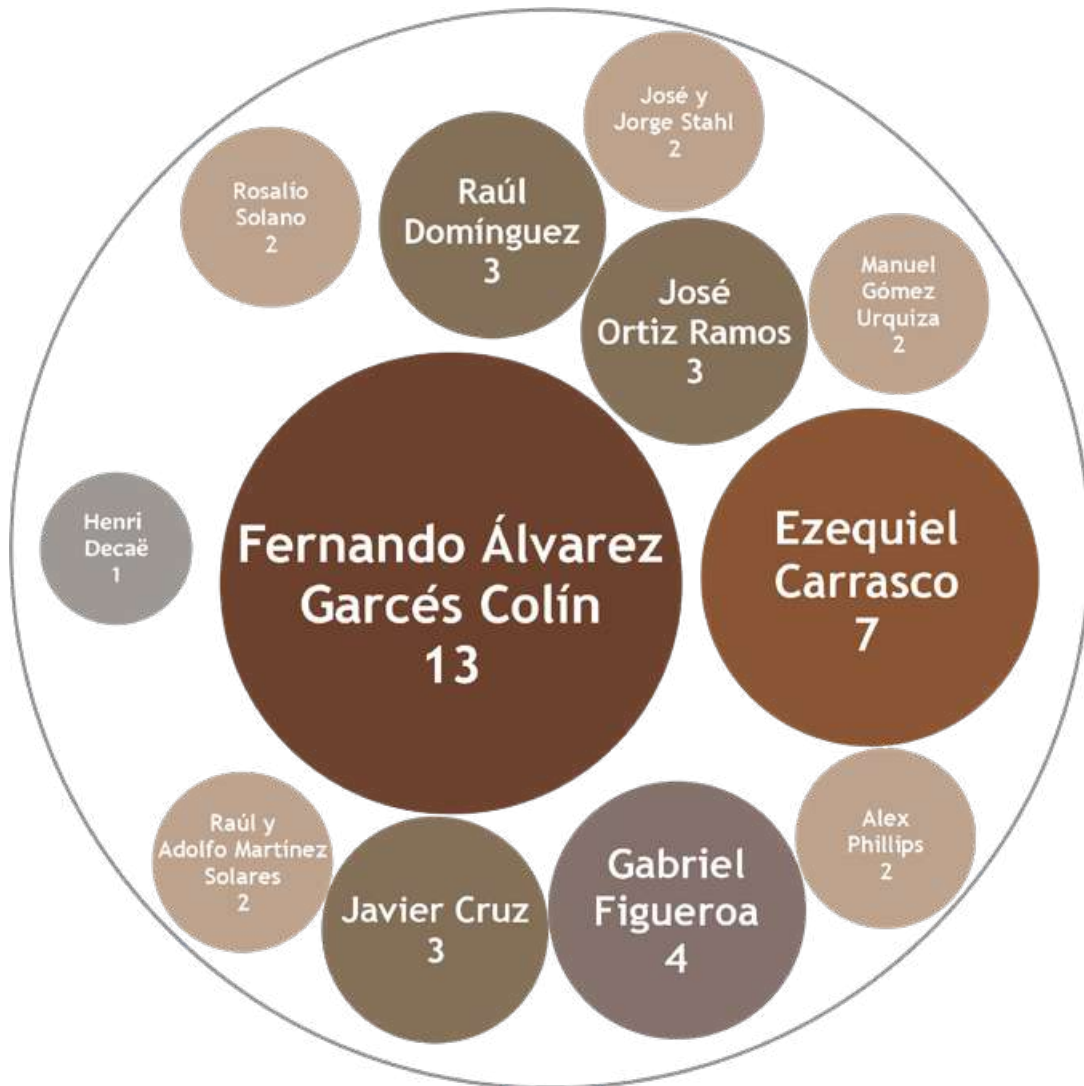 José y
Jorge Stahl
2
Rosalío
Solano
2
Raúl
Domínguez
3
José
Ortiz Ramos
3
Manuel
Gómez
Urquiza
2
Henri
Decaë
1
Fernando Álvarez
Garcés Colín
13
Ezequiel
Carrasco
7
Raúl y
Adolfo Martínez
Solares
2
Javier Cruz
3
Gabriel
Figueroa
4
Alex
Phillips
2